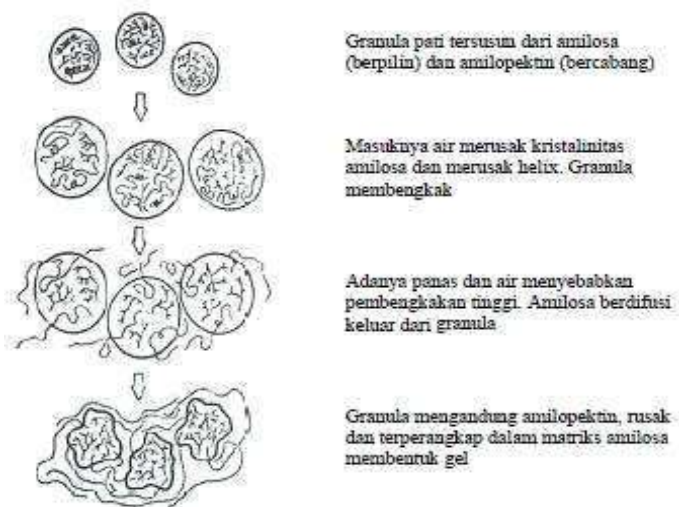 Granula pati tersusun dari amilosa
(berpilin) dan amilopektin (bercabang)
Masuknya air merusak kristalinitas
amilosa dan merusak helix. Granula
membengkak
Adanya panas dan air menyebabkan
pembengkakan tinggi. Amilosa berdifusi
keluar dari granula
Granula mengandung amilopektin, rusak
dan terperangkap dalam matriks amilosa
membentuk gel